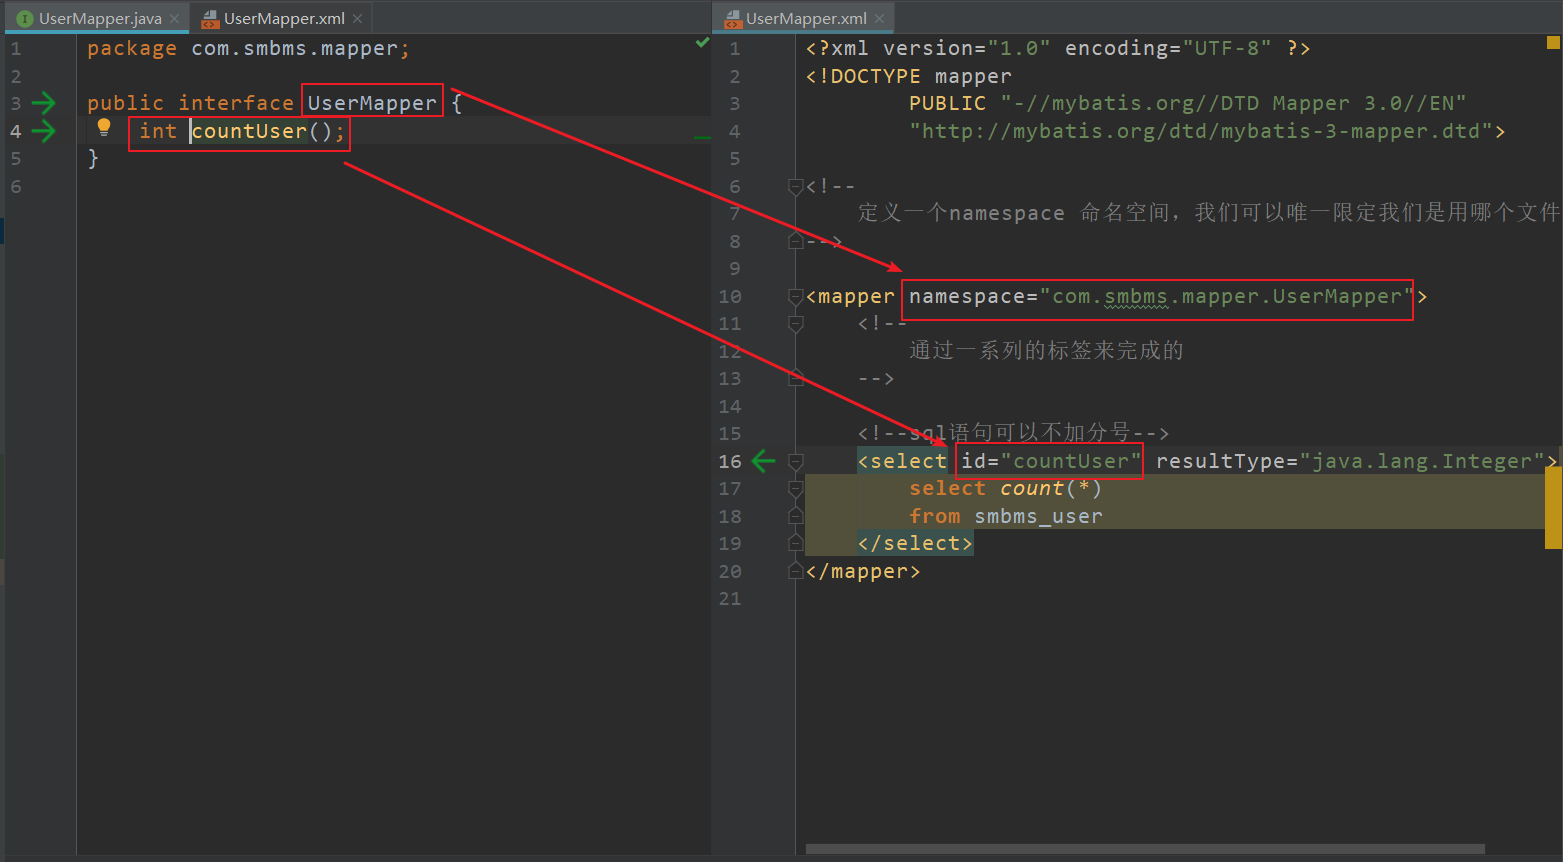 UserMapper.java
UserMapper.xml
1 package com.smbms.mapper;
2
3 public interface UserMapper {
4 int countUser();
5 }
6
UserMapper.xml
1 <?xml version="1.0" encoding="UTF-8" ?>
2 <!DOCTYPE mapper
3 PUBLIC "-//mybatis.org//DTD Mapper 3.0//EN"
4 "http://mybatis.org/dtd/mybatis-3-mapper.dtd">
5
6 <!--
7 定义一个namespace 命名空间，我们可以唯一限定我们是用哪个文件
8 -->
9
10 <mapper namespace="com.smbms.mapper.UserMapper">
11 <!--
12 通过一系列的标签来完成的
13 -->
14
15 <!--sql语句可以不加分号-->
16 <select id="countUser" resultType="java.lang.Integer">
17 select count(*)
18 from smbms_user
19 </select>
20 </mapper>
21